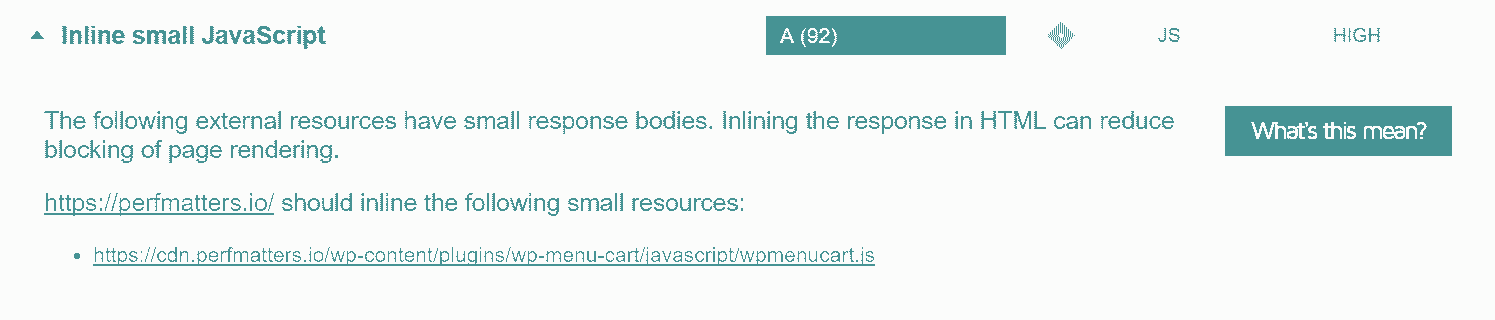 Inline small JavaScript A (92) JS HIGH
The following external resources have small response bodies. Inlining the response in HTML can reduce
blocking of page rendering.
What's this mean?
https://perfmatters.io/ should inline the following small resources:
• https://cdn.perfmatters.io/wp-content/plugins/wp-menu-cart/javascript/wpmenucart.js